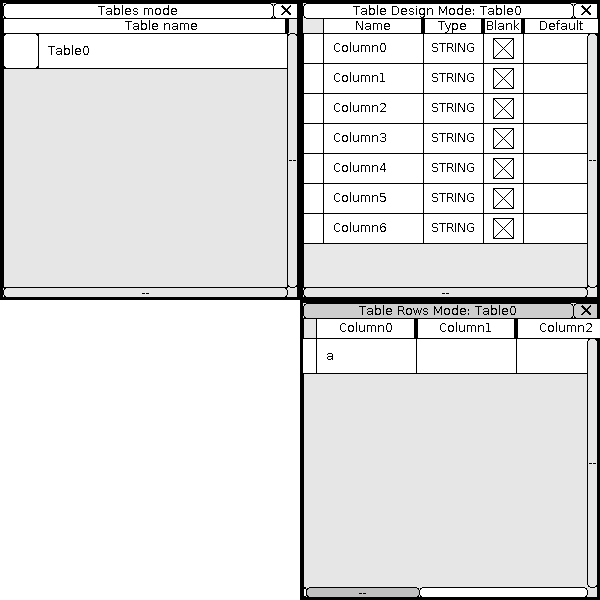 Tables mode
Table name
Table0
--
--
Table Design Mode: Table0
Name Type Blank Default
Column0 STRING
Column1 STRING
Column2 STRING
Column3 STRING
Column4 STRING
Column5 STRING
Column6 STRING
--
--
Table Rows Mode: Table0
Column0 Column1 Column2
a
--
--